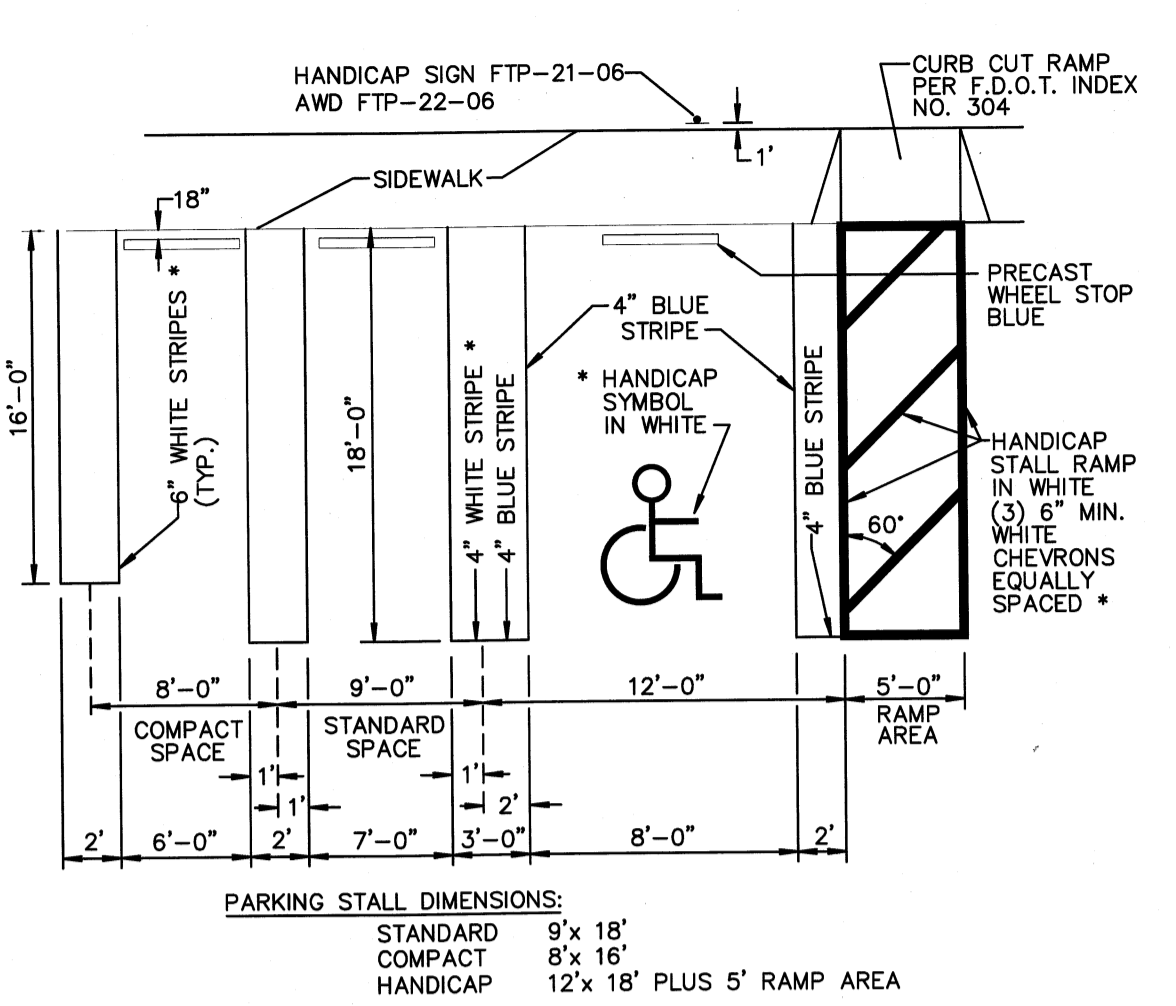 HANDICAP SIGN FTP-21-06
AWD FTP-22-06
CURB CUT RAMP
PER F.D.O.T. INDEX
NO. 304
1'
SIDEWALK
18"
16'-0"
6" WHITE STRIPES *
(TYP.)
18'-0"
4" WHITE STRIPE *
4" BLUE STRIPE
4" BLUE
STRIPE
* HANDICAP
SYMBOL
IN WHITE
4" BLUE STRIPE
PRECAST
WHEEL STOP
BLUE
60°
HANDICAP
STALL RAMP
IN WHITE
(3) 6" MIN.
WHITE
CHEVRONS
EQUALLY
SPACED *
8'-0"
COMPACT
SPACE
9'-0"
STANDARD
SPACE
12'-0"
5'-0"
RAMP
AREA
1'
1'
1'
2'
2'
6'-0"
2'
7'-0"
3'-0"
8'-0"
2'
PARKING STALL DIMENSIONS:
STANDARD 9'x 18'
COMPACT 8'x 16'
HANDICAP 12'x 18' PLUS 5' RAMP AREA